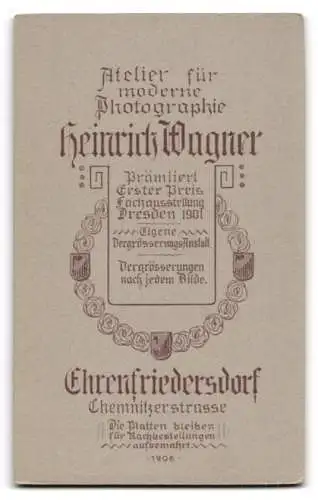 Atelier für
moderne
Photographie
Heinrich Wagner
Prämiiert
Erster Preis
Fachausstellung
Dresden 1901
Eigene
Vergrösserungs-Anstalt
Vergrösserungen
nach jedem Bilde.
Ehrenfriedersdorf
Chemnitzerstrasse
Die Platten bleiben
für Nachbestellungen
aufbewahrt
1906